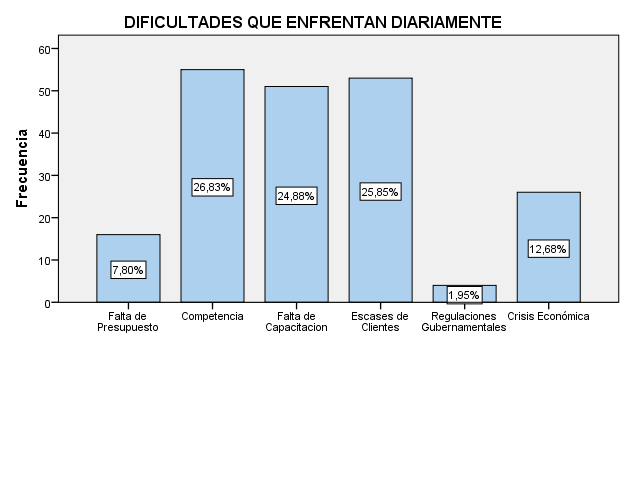 DIFICULTADES QUE ENFRENTAN DIARIAMENTE
Frecuencia
60
50
40
30
20
10
0
7,80%
26,83%
24,88%
25,85%
1,95%
12,68%
Falta de
Presupuesto
Competencia
Falta de
Capacitacion
Escases de
Clientes
Regulaciones
Gubernamentales
Crisis Económica